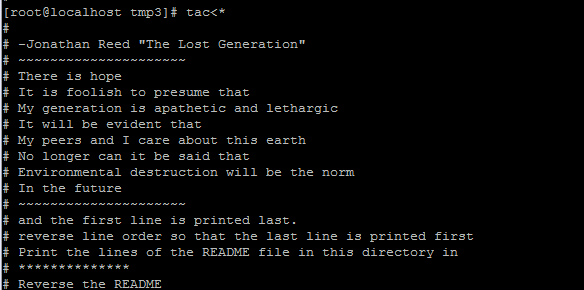 [root@localhost tmp3]# tac<*
#
# -Jonathan Reed "The Lost Generation"
# ~~~~~~~~~~~~~~~~~~~~~
# There is hope
# It is foolish to presume that
# My generation is apathetic and lethargic
# It will be evident that
# My peers and I care about this earth
# No longer can it be said that
# Environmental destruction will be the norm
# In the future
# ~~~~~~~~~~~~~~~~~~~~~
# and the first line is printed last.
# reverse line order so that the last line is printed first
# Print the lines of the README file in this directory in
# **************
# Reverse the README